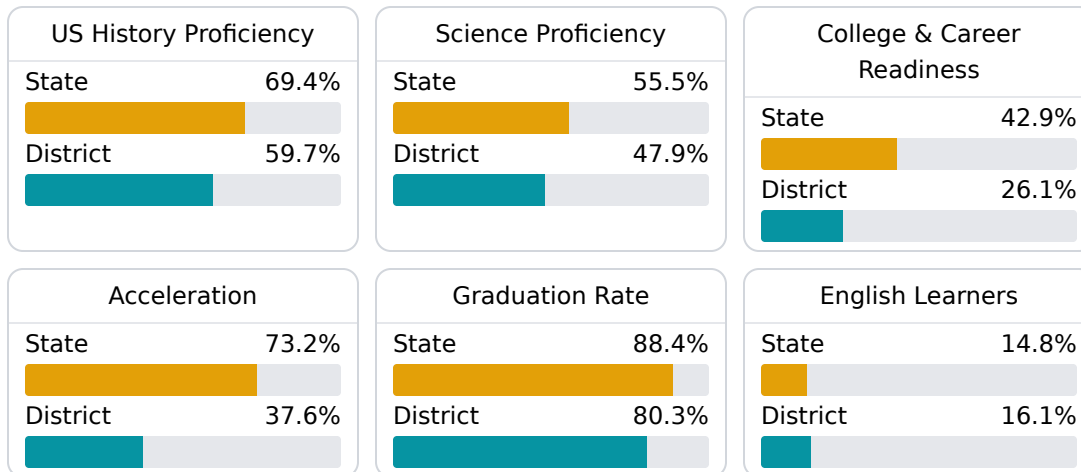 US History Proficiency
State 69.4%
District 59.7%
Science Proficiency
State 55.5%
District 47.9%
College & Career
Readiness
State 42.9%
District 26.1%
Acceleration
State 73.2%
District 37.6%
Graduation Rate
State 88.4%
District 80.3%
English Learners
State 14.8%
District 16.1%